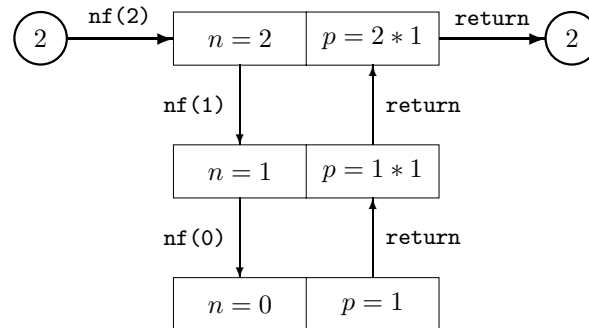 nf(2) return
2 n = 2 p = 2 * 1 2
nf(1) return
n = 1 p = 1 * 1
nf(0) return
n = 0 p = 1